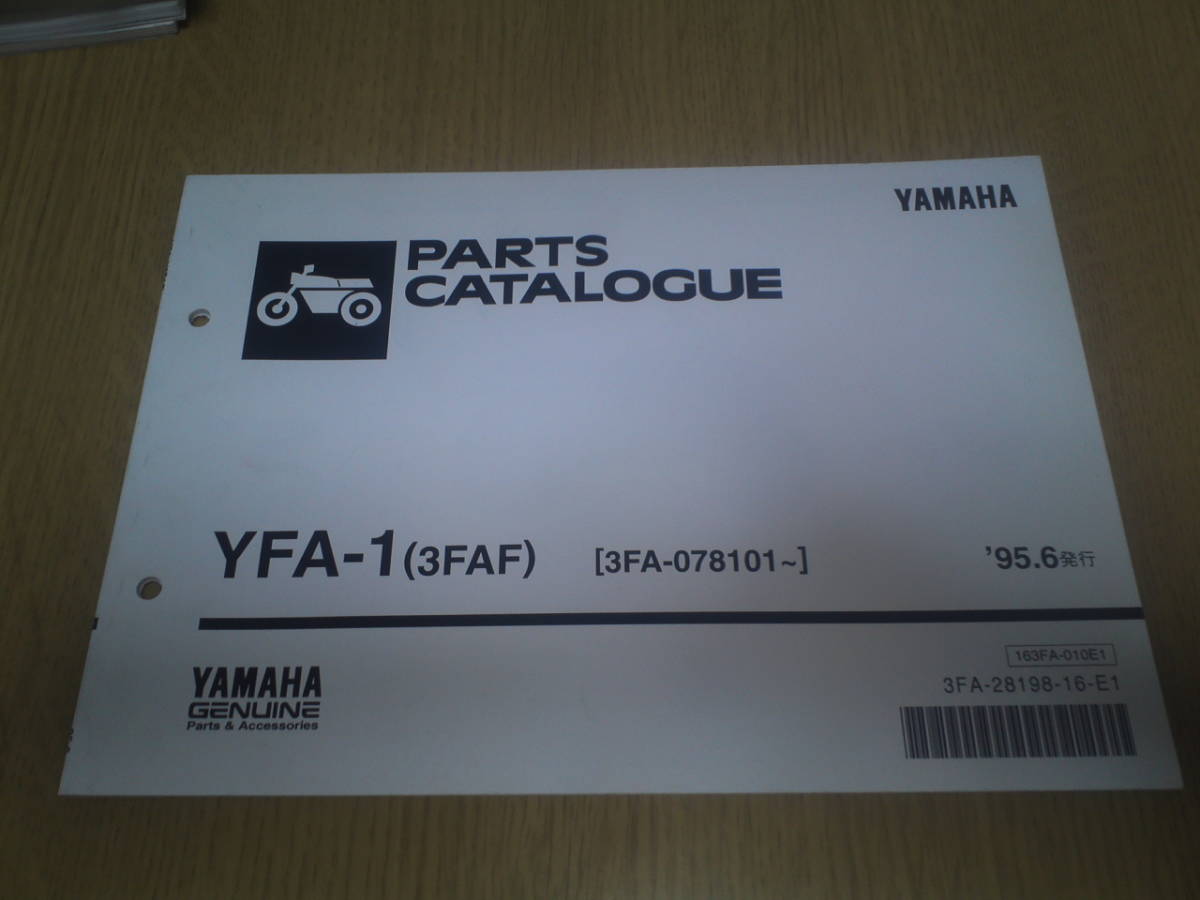 YAMAHA
PARTS
CATALOGUE
YFA-1(3FAF) [3FA-078101~] '95.6発行
163FA-010E1
3FA-28198-16-E1
YAMAHA
GENUINE
Parts & Accessories